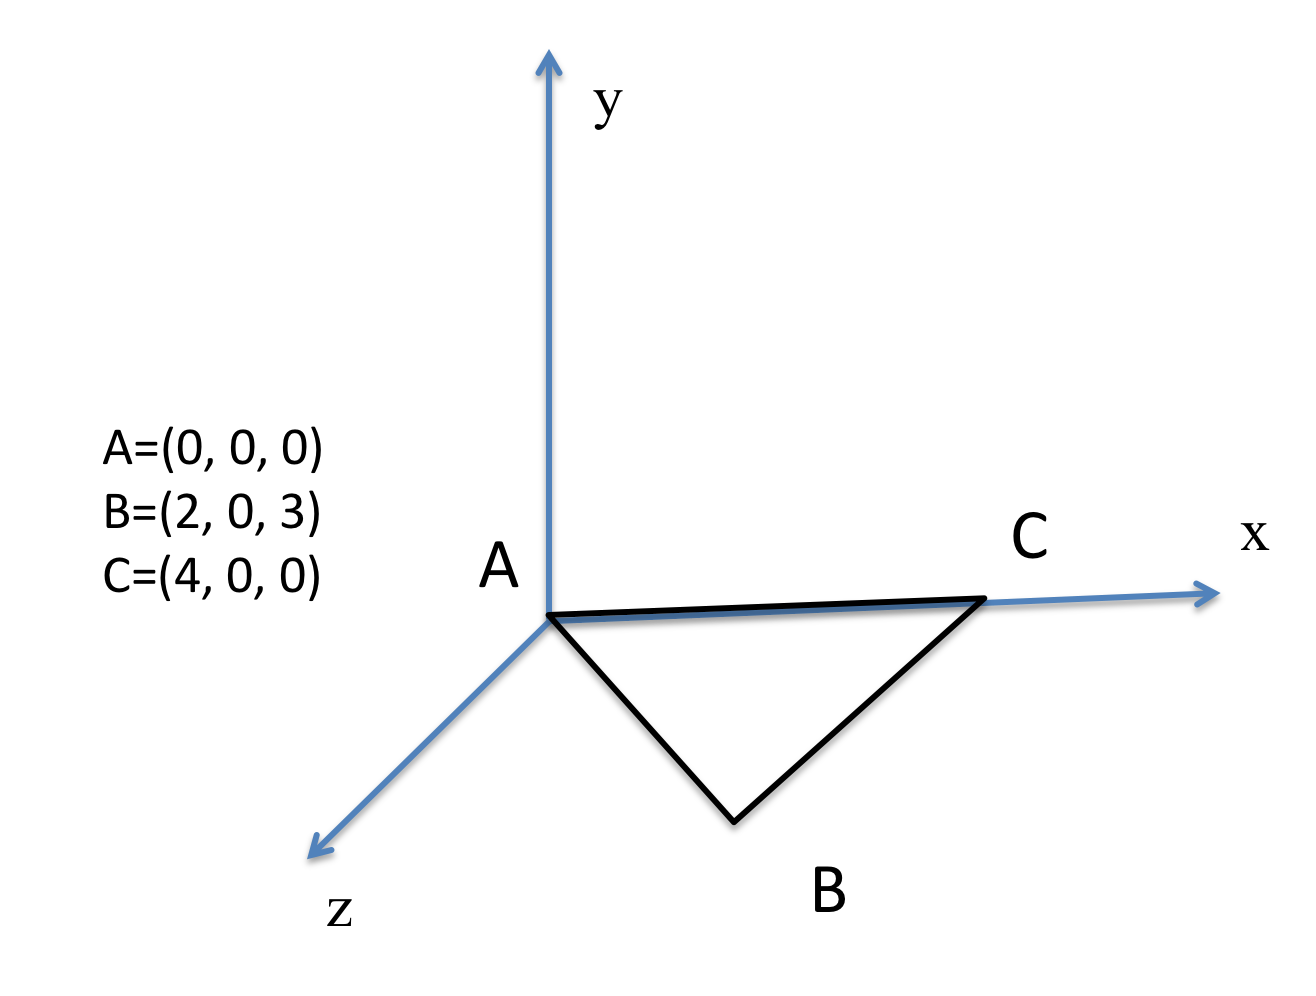 y
A=(0, 0, 0)
B=(2, 0, 3)
C=(4, 0, 0)
A
C
x
B
z